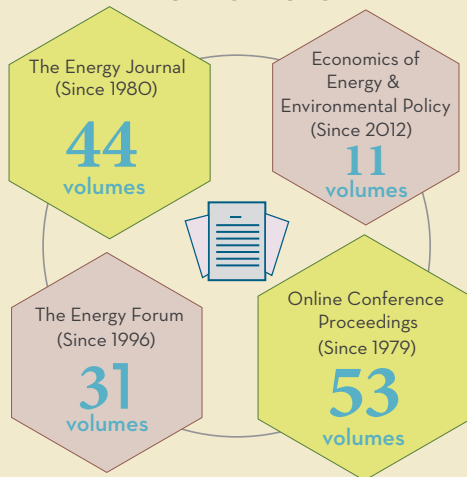 The Energy Journal
(Since 1980)
44
volumes
Economics of
Energy &
Environmental Policy
(Since 2012)
11
volumes
The Energy Forum
(Since 1996)
31
volumes
Online Conference
Proceedings
(Since 1979)
53
volumes